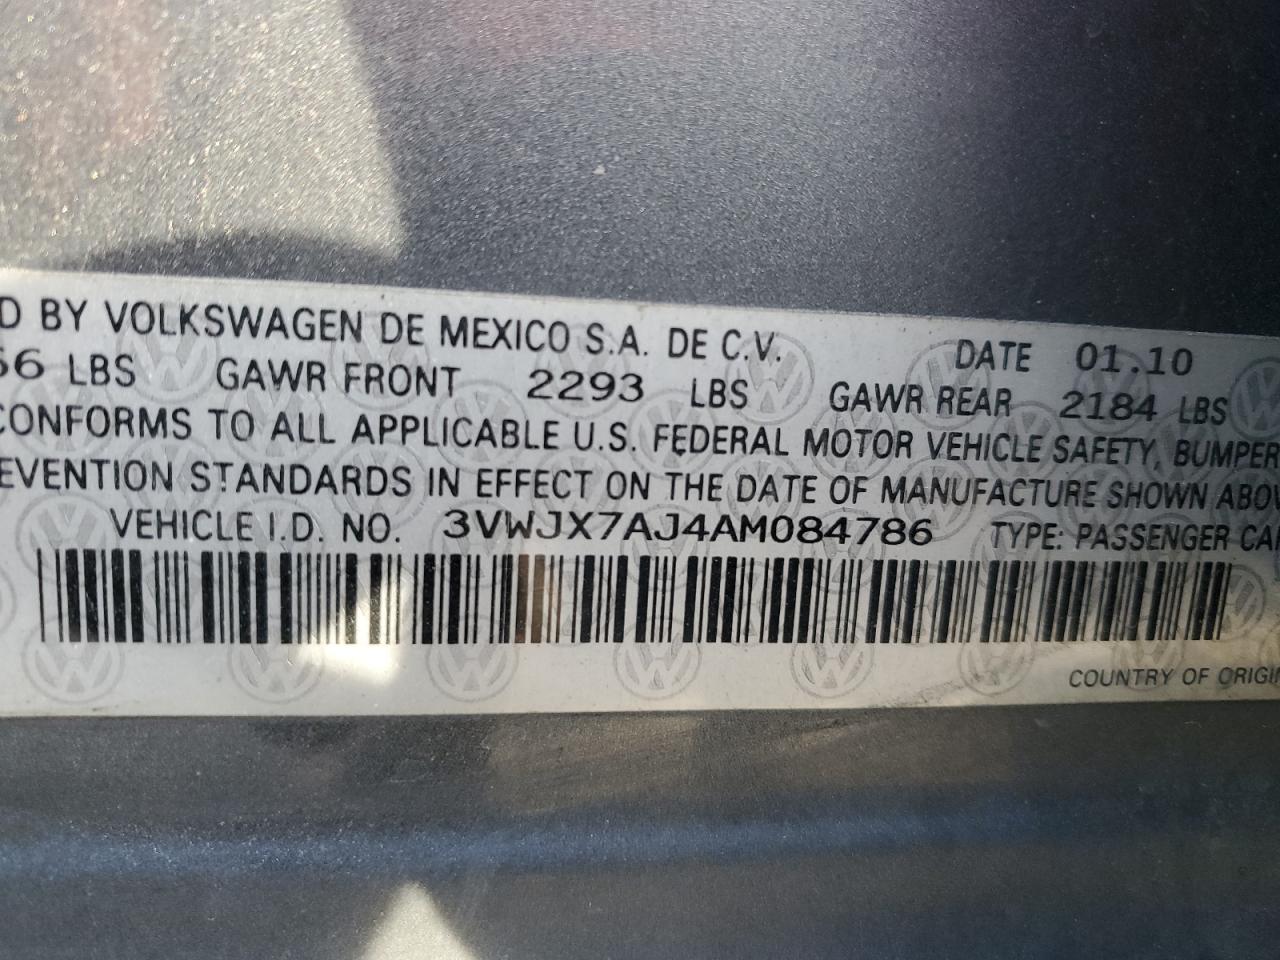 D BY VOLKSWAGEN DE MEXICO S.A. DE C.V. DATE 01.10
56 LBS GAWR FRONT 2293 LBS GAWR REAR 2184 LBS
CONFORMS TO ALL APPLICABLE U.S. FEDERAL MOTOR VEHICLE SAFETY, BUMPER
EVENTION STANDARDS IN EFFECT ON THE DATE OF MANUFACTURE SHOWN ABOV
VEHICLE I.D. NO. 3VWJX7AJ4AM084786 TYPE: PASSENGER CAR
COUNTRY OF ORIGIN